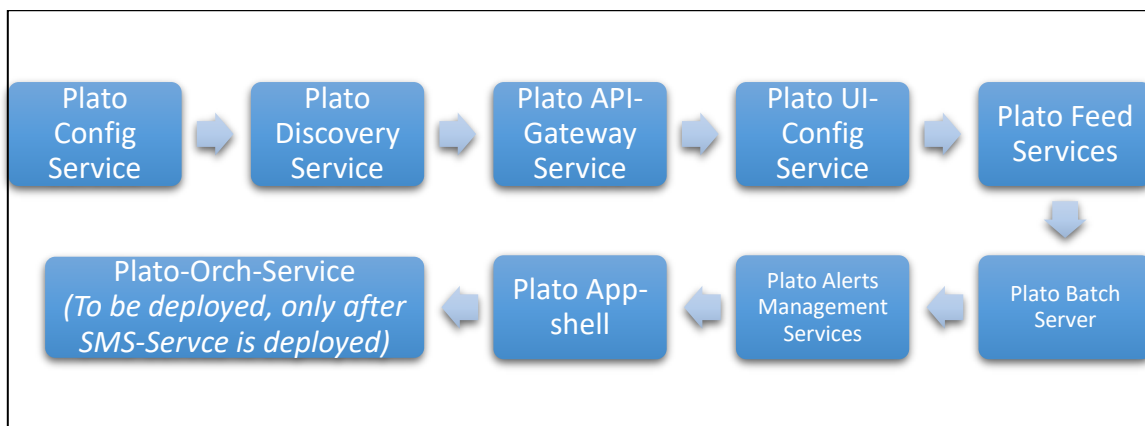 Plato
Config
Service
Plato
Discovery
Service
Plato API-
Gateway
Service
Plato UI-
Config
Service
Plato Feed
Services
Plato Batch
Server
Plato Alerts
Management
Services
Plato App-
shell
Plato-Orch-Service
(To be deployed, only after
SMS-Servce is deployed)